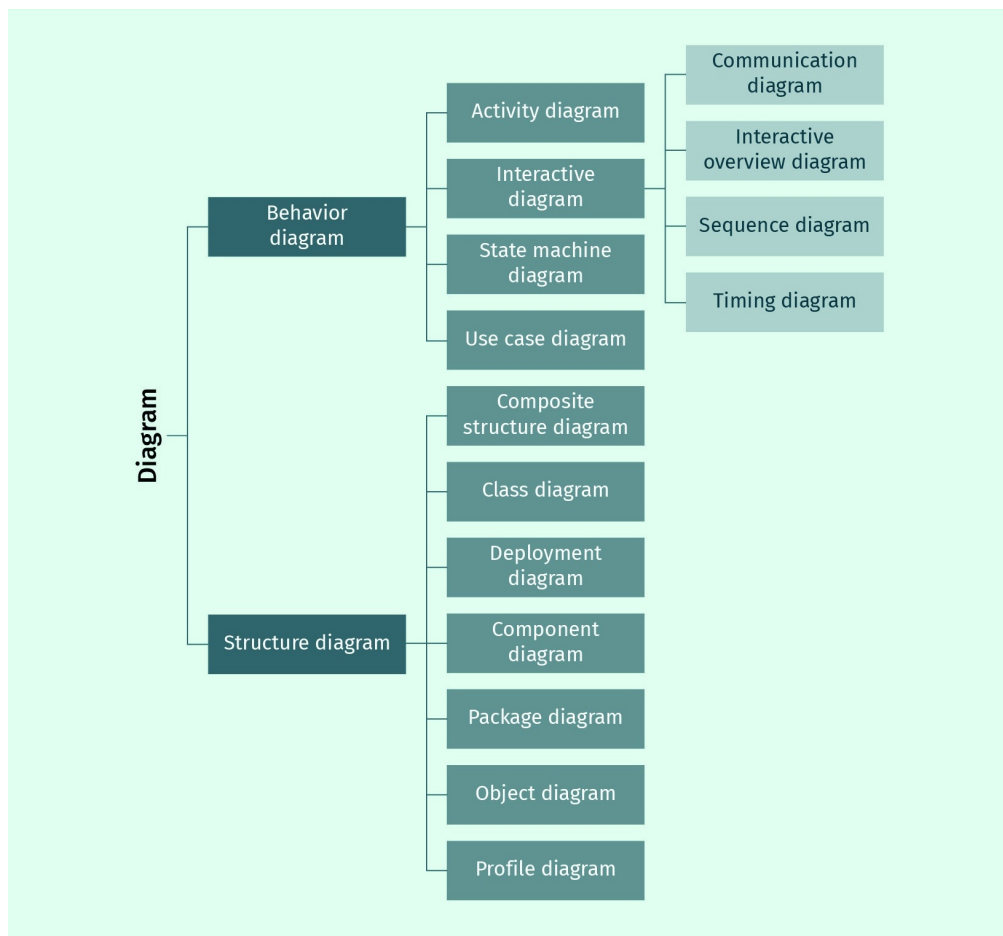 Diagram
Behavior
diagram
Activity diagram
Interactive
diagram
State machine
diagram
Use case diagram
Communication
diagram
Interactive
overview diagram
Sequence diagram
Timing diagram
Structure diagram
Composite
structure diagram
Class diagram
Deployment
diagram
Component
diagram
Package diagram
Object diagram
Profile diagram